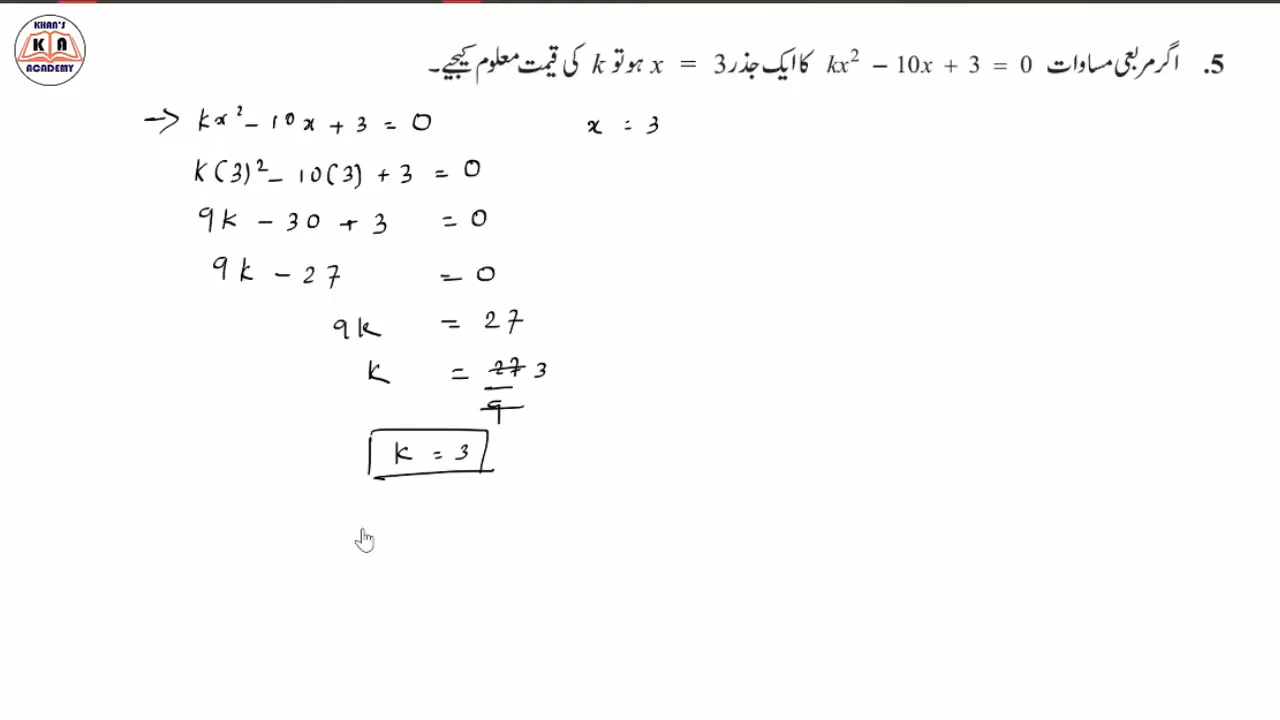 KHAN'S
K A
ACADEMY
5. اگر مربعی مساوات kx² − 10x + 3 = 0 کا ایک جذر x = 3 ہو تو k کی قیمت معلوم کیجیے۔
→ kx² − 10x + 3 = 0 x = 3
k(3)² − 10(3) + 3 = 0
9k − 30 + 3 = 0
9k − 27 = 0
9k = 27
k = 27 3
9
k = 3